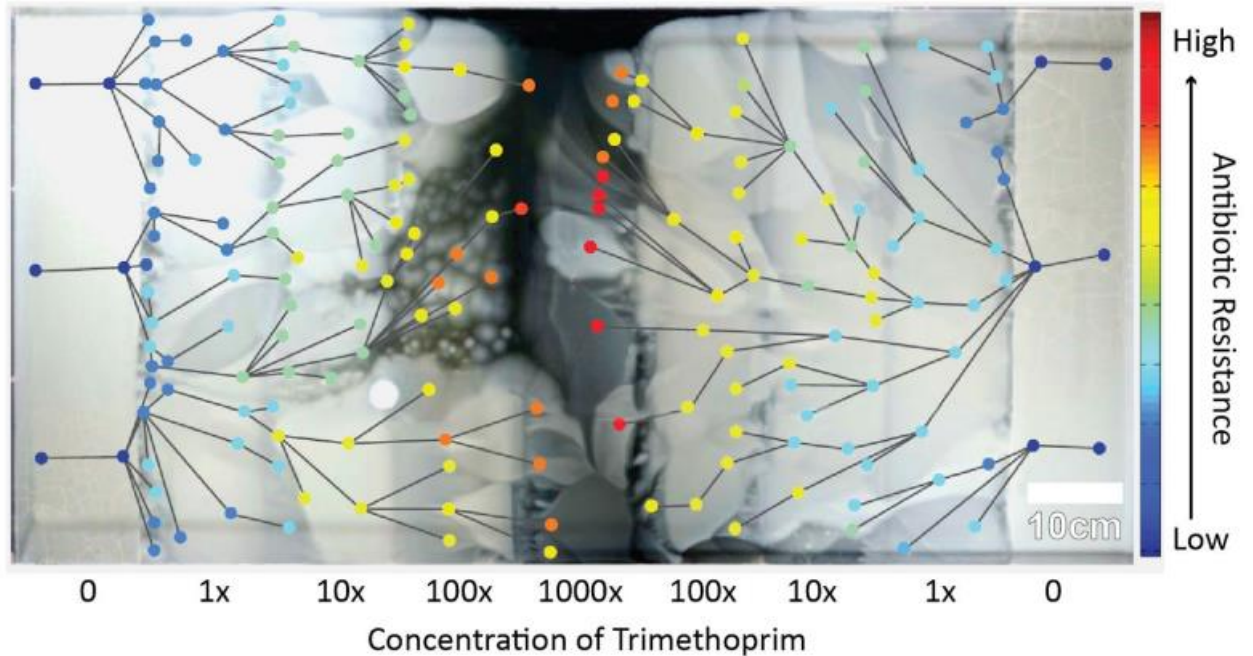 High
Antibiotic Resistance
Low
10cm
0 1x 10x 100x 1000x 100x 10x 1x 0
Concentration of Trimethoprim